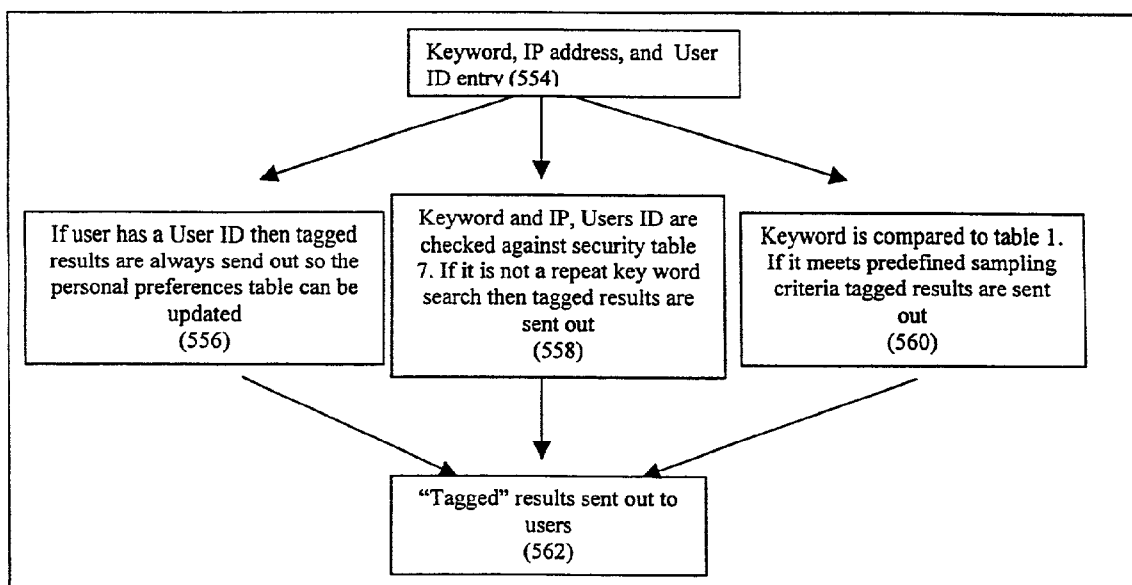 Keyword, IP address, and User
ID entry (554)
If user has a User ID then tagged
results are always send out so the
personal preferences table can be
updated
(556)
Keyword and IP, Users ID are
checked against security table
7. If it is not a repeat key word
search then tagged results are
sent out
(558)
Keyword is compared to table 1.
If it meets predefined sampling
criteria tagged results are sent
out
(560)
“Tagged” results sent out to
users
(562)